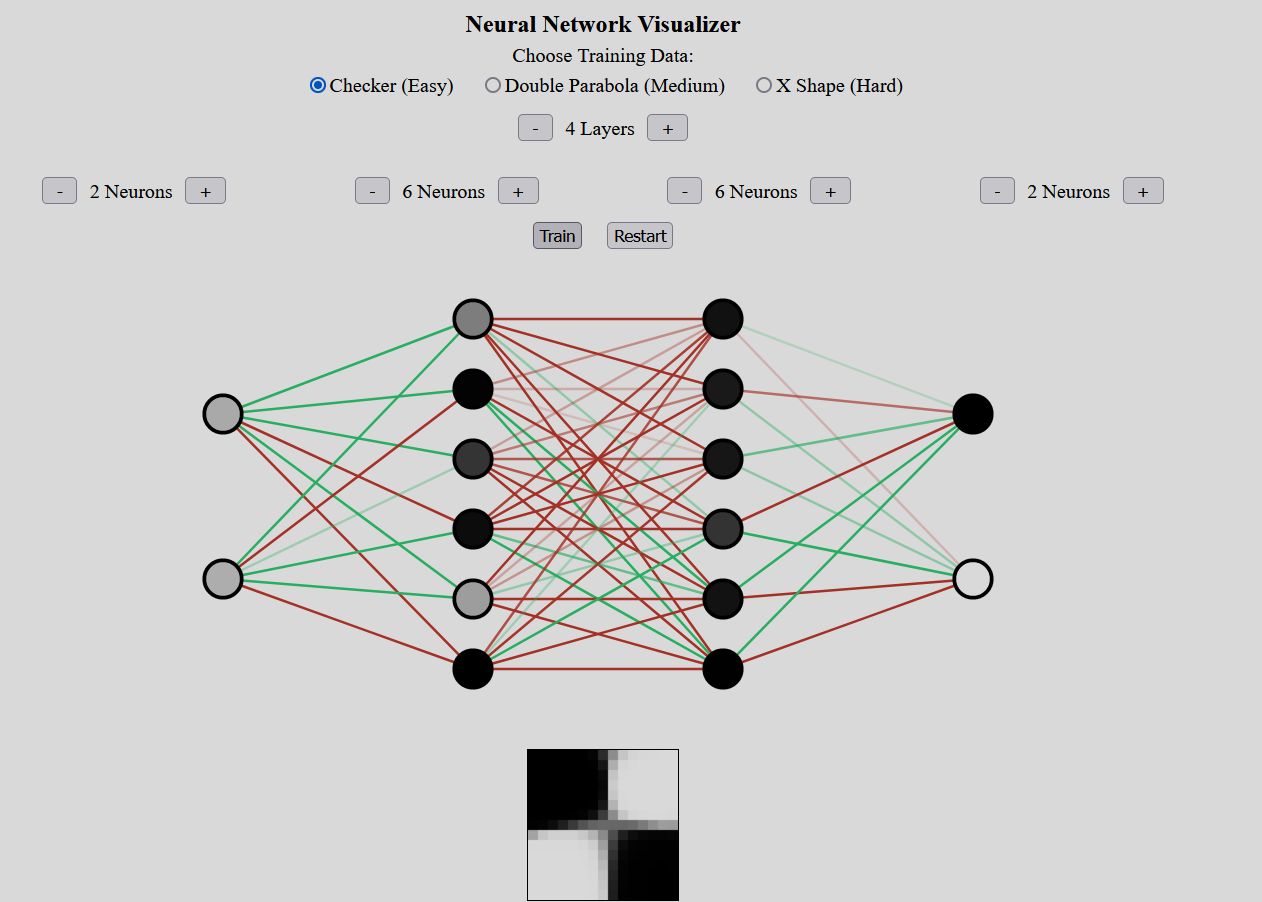 Neural Network Visualizer
Choose Training Data:
Checker (Easy) Double Parabola (Medium) X Shape (Hard)
- 4 Layers +
- 2 Neurons + - 6 Neurons + - 6 Neurons + - 2 Neurons +
Train Restart